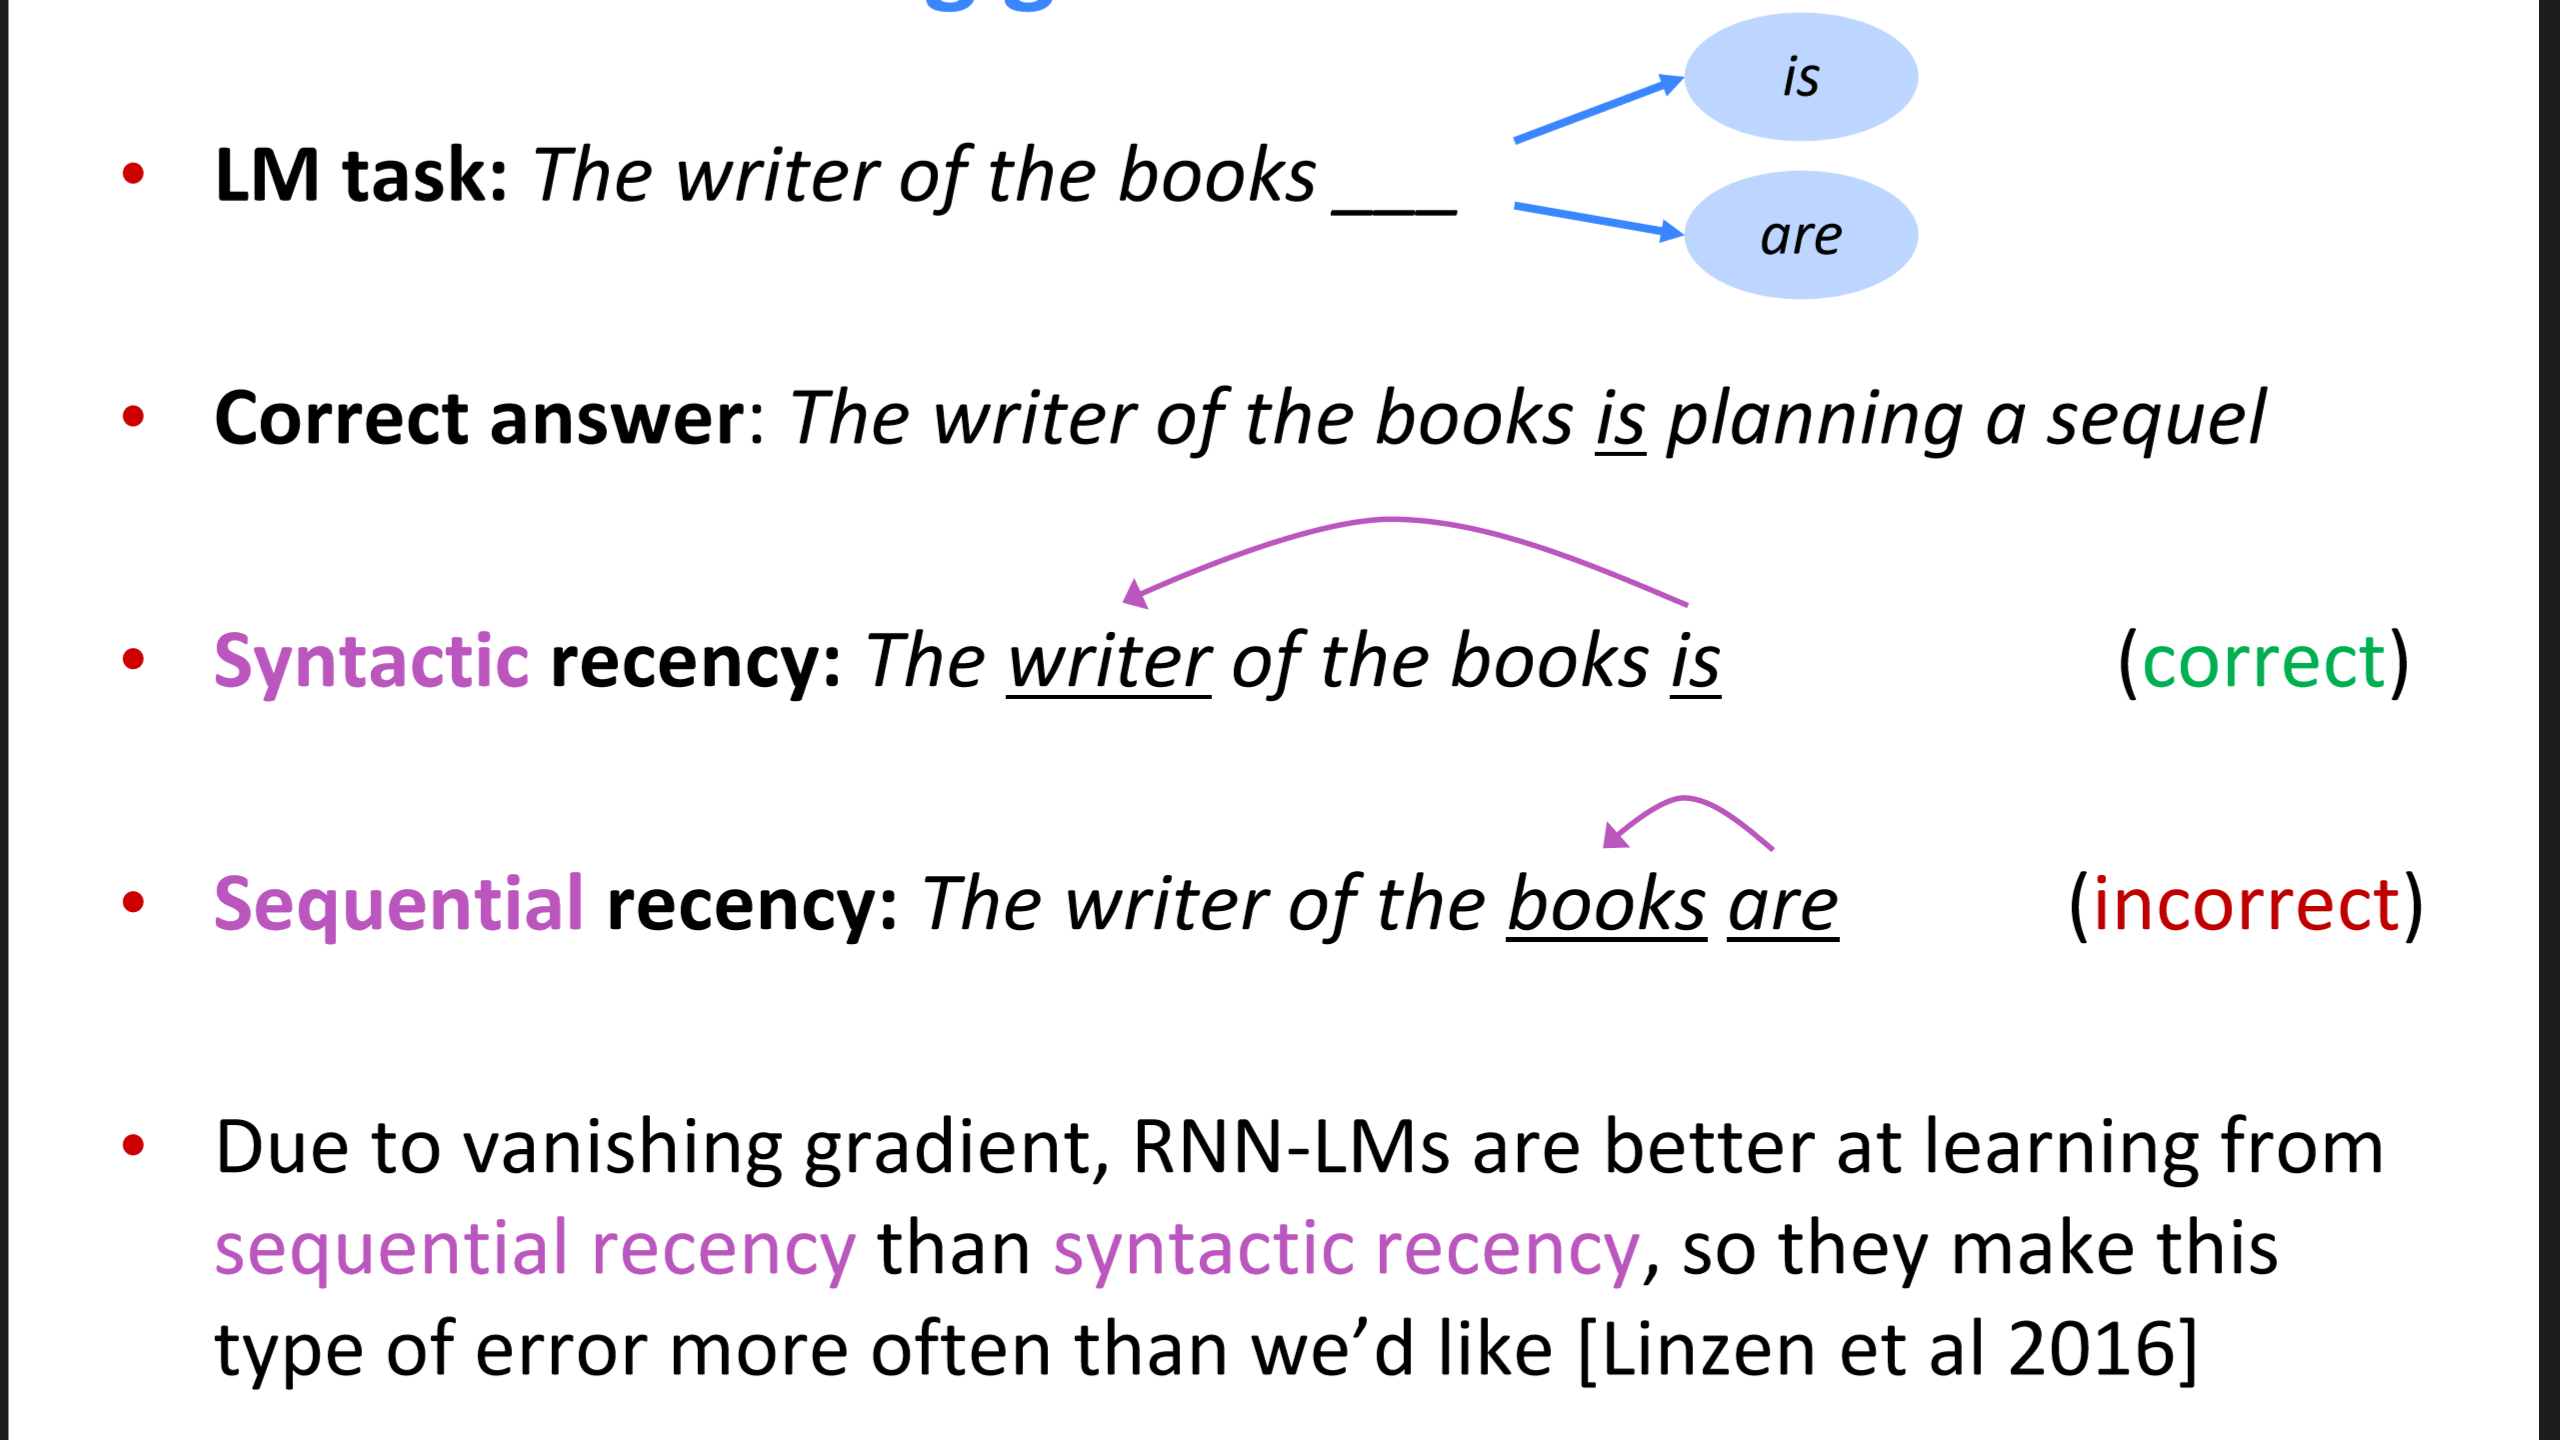 is
LM task: The writer of the books ___
are
Correct answer: The writer of the books is planning a sequel
Syntactic recency: The writer of the books is (correct)
Sequential recency: The writer of the books are (incorrect)
Due to vanishing gradient, RNN-LMs are better at learning from
sequential recency than syntactic recency, so they make this
type of error more often than we’d like [Linzen et al 2016]